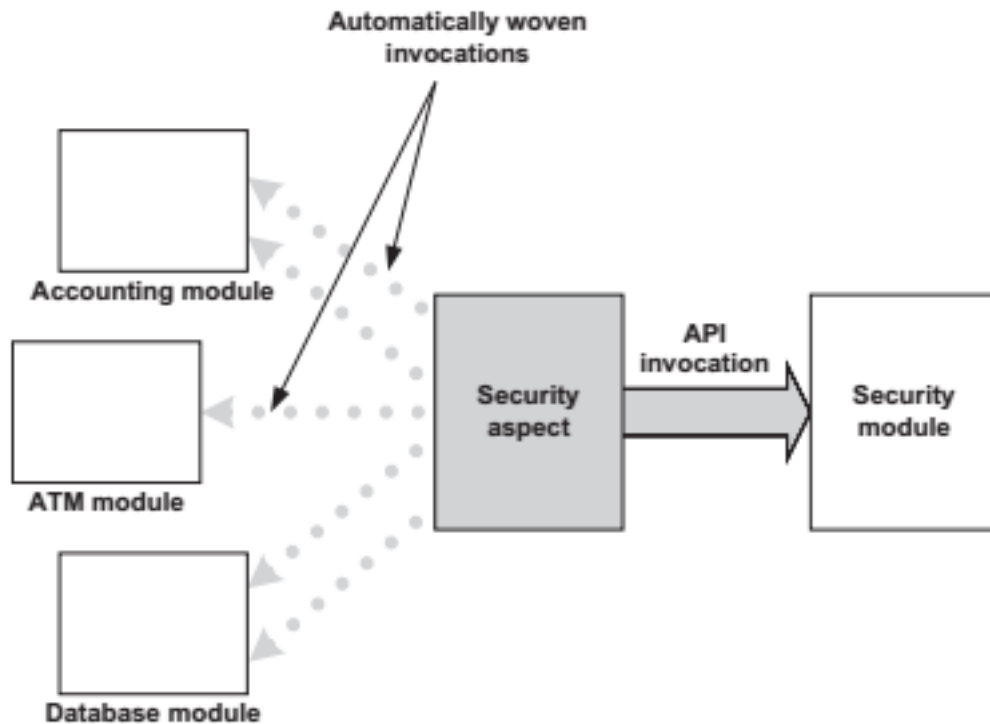 Automatically woven
invocations
Accounting module
API
invocation
Security
aspect
Security
module
ATM module
Database module